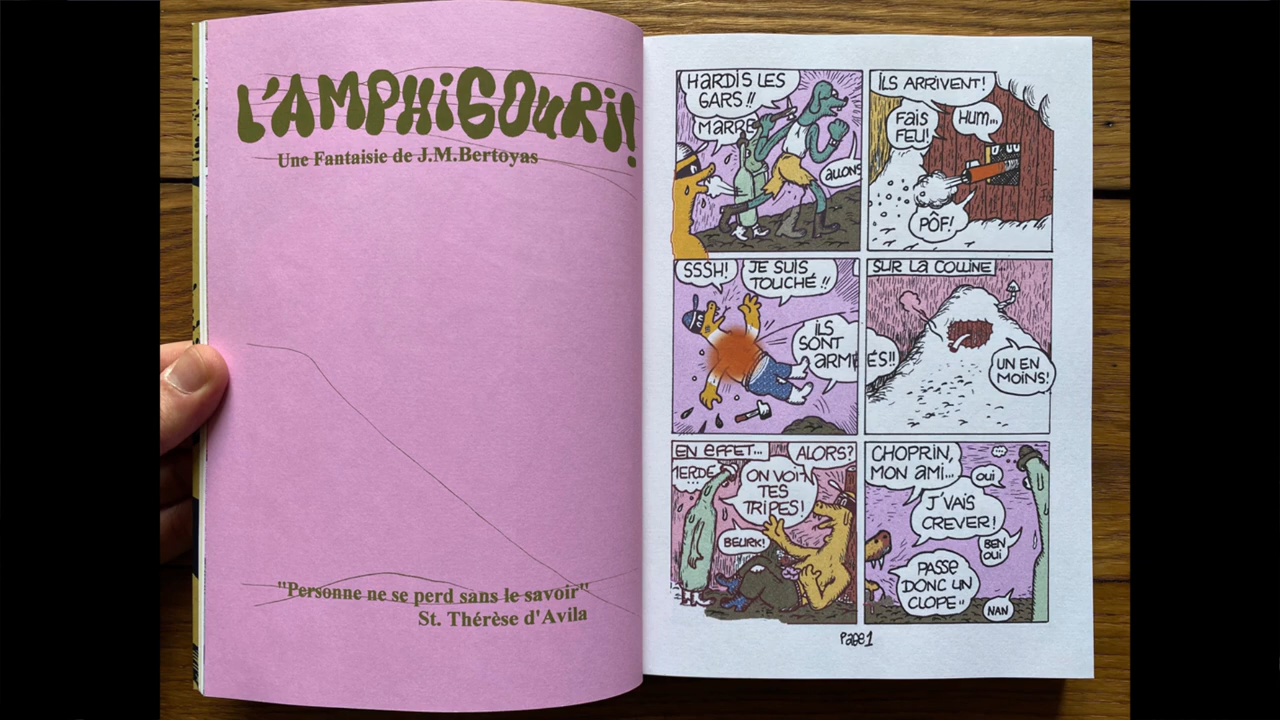 L'AMPHIGOURI!
Une Fantaisie de J.M.Bertoyas
"Personne ne se perd sans le savoir"
St. Thérèse d'Avila
HARDIS LES
GARS!!
MARRE
ALLONS
ILS ARRIVENT!
FAIS
FEU!
HUM...
PÔF!
SSSH!
JE SUIS
TOUCHÉ!!
ILS
SONT
ARMÉS!!
SUR LA COLLINE
UN EN
MOINS!
EN EFFET...
ALORS?
MERDE
...
ON VOIT
TES
TRIPES!
BEURK!
CHOPRIN,
MON AMI...
...
OUI
J'VAIS
CREVER!
BEN
OUI
PASSE
DONC UN
CLOPE..
NAN
Page 1